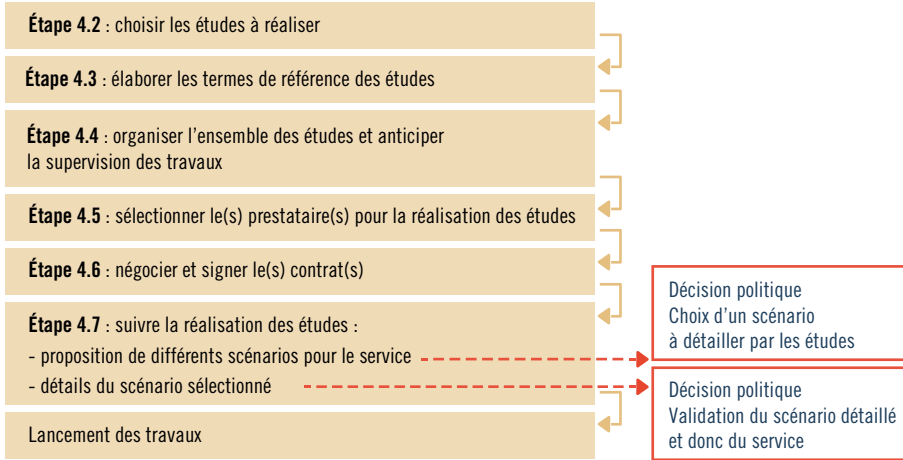 Étape 4.2 : choisir les études à réaliser
Étape 4.3 : élaborer les termes de référence des études
Étape 4.4 : organiser l'ensemble des études et anticiper
la supervision des travaux
Étape 4.5 : sélectionner le(s) prestataire(s) pour la réalisation des études
Étape 4.6 : négocier et signer le(s) contrat(s)
Étape 4.7 : suivre la réalisation des études :
- proposition de différents scénarios pour le service
- détails du scénario sélectionné
Lancement des travaux
Décision politique
Choix d'un scénario
à détailler par les études
Décision politique
Validation du scénario détaillé
et donc du service